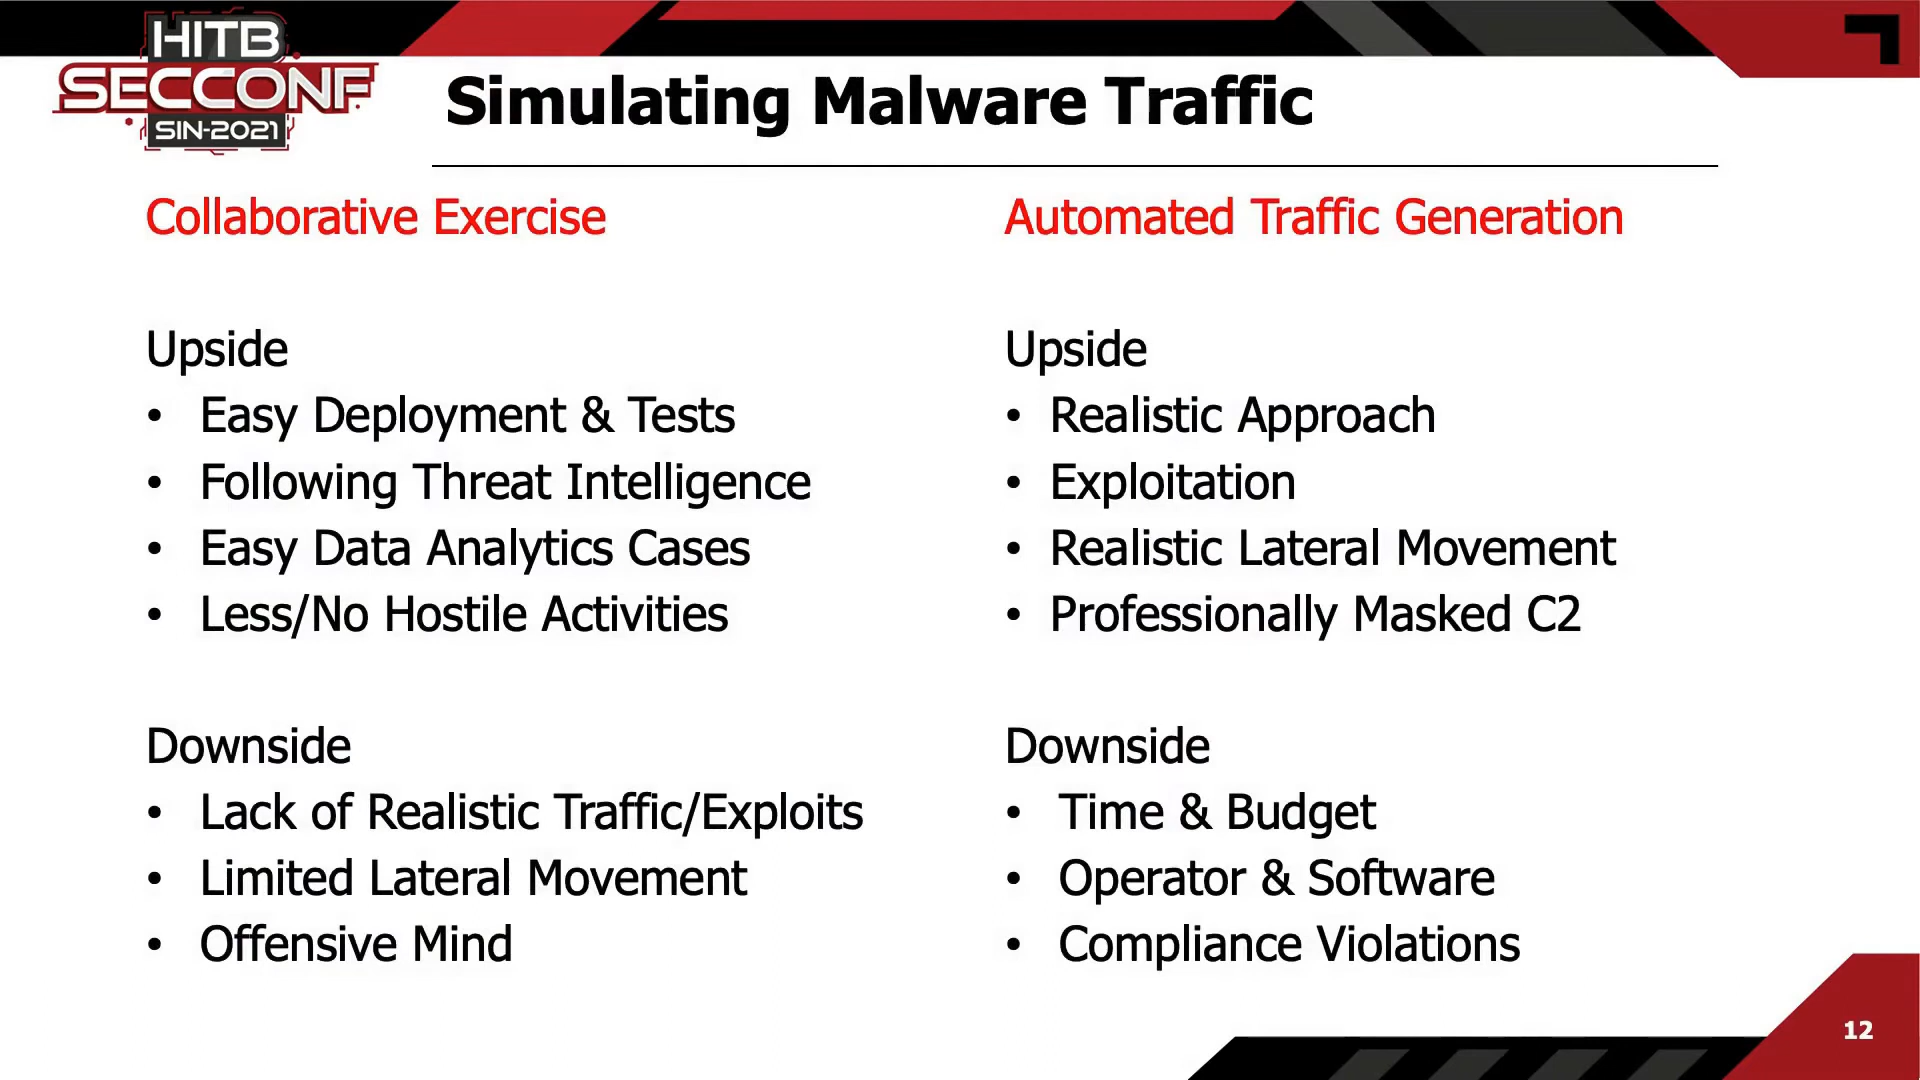 HITB
SECCONF
SIN-2021
Simulating Malware Traffic
Collaborative Exercise
Upside
• Easy Deployment & Tests
• Following Threat Intelligence
• Easy Data Analytics Cases
• Less/No Hostile Activities
Downside
• Lack of Realistic Traffic/Exploits
• Limited Lateral Movement
• Offensive Mind
Automated Traffic Generation
Upside
• Realistic Approach
• Exploitation
• Realistic Lateral Movement
• Professionally Masked C2
Downside
• Time & Budget
• Operator & Software
• Compliance Violations
12